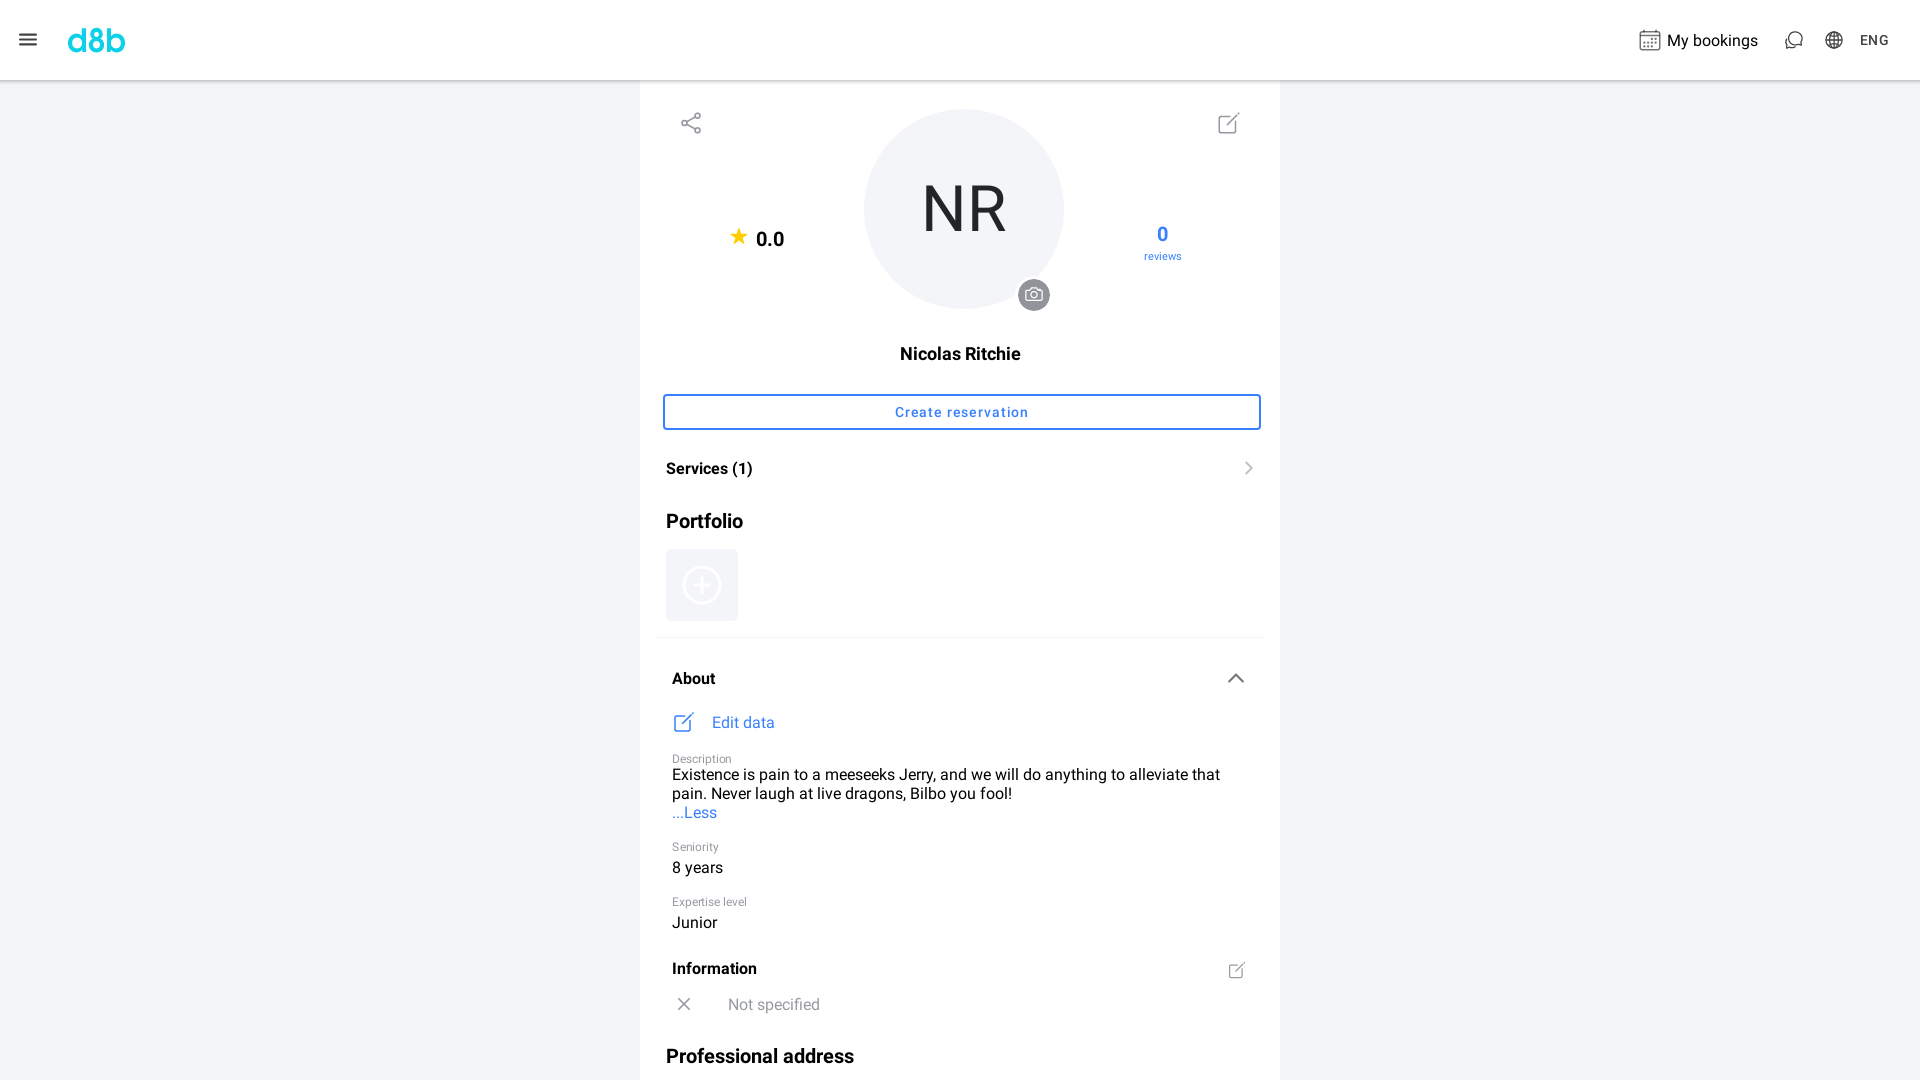 d8b
My bookings
ENG
NR
0.0
0
reviews
Nicolas Ritchie
Create reservation
Services (1)
Portfolio
About
Edit data
Description
Existence is pain to a meeseeks Jerry, and we will do anything to alleviate that
pain. Never laugh at live dragons, Bilbo you fool!
...Less
Seniority
8 years
Expertise level
Junior
Information
Not specified
Professional address